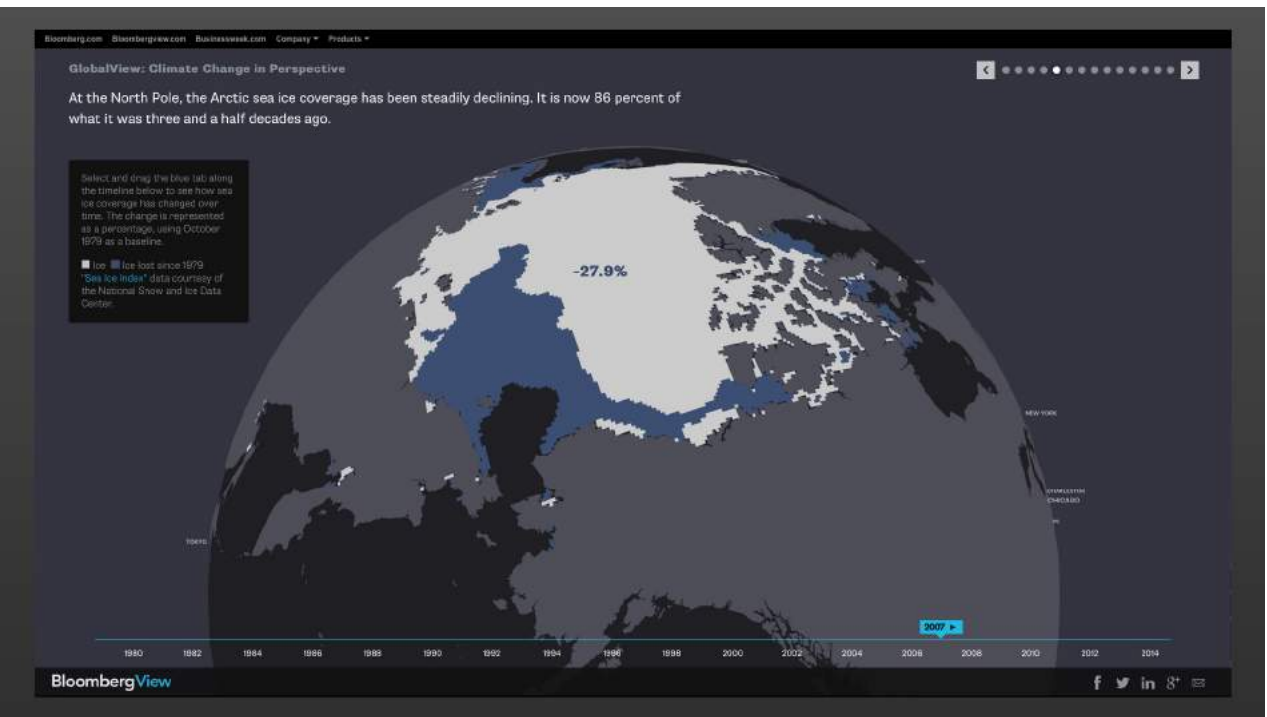 Bloomberg.com Bloombergview.com Businessweek.com Company Products
GlobalView: Climate Change in Perspective
At the North Pole, the Arctic sea ice coverage has been steadily declining. It is now 86 percent of
what it was three and a half decades ago.
Select and drag the blue tab along
the timeline below to see how sea
ice coverage has changed over
time. The change is represented
as a percentage, using October
1979 as a baseline.
Ice Ice lost since 1979
"Sea Ice Index" data courtesy of
the National Snow and Ice Data
Center.
-27.9%
NEW YORK
CHARLESTON
CHICAGO
TOKYO
2007
1980 1982 1984 1986 1988 1990 1992 1994 1996 1998 2000 2002 2004 2006 2008 2010 2012 2014
BloombergView
f in g+